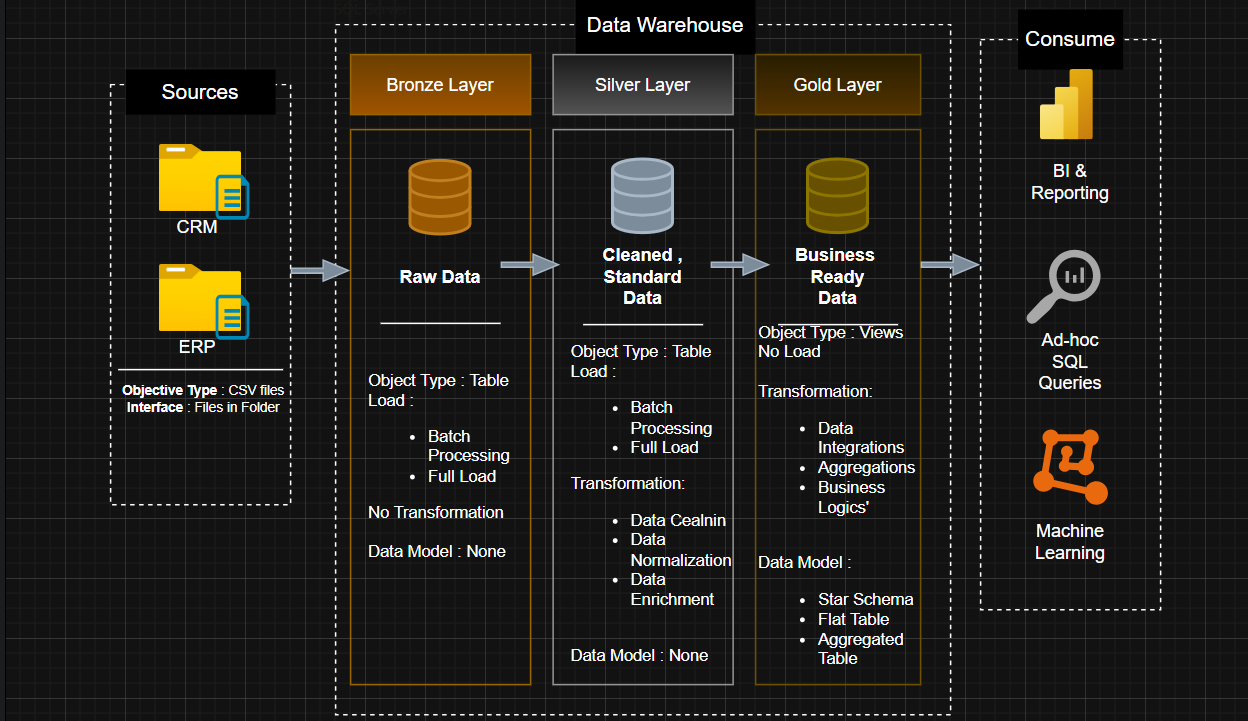 Data Warehouse
Sources
CRM
ERP
Objective Type : CSV files
Interface : Files in Folder
Bronze Layer
Raw Data
Object Type : Table
Load :
Batch
Processing
Full Load
No Transformation
Data Model : None
Silver Layer
Cleaned ,
Standard
Data
Object Type : Table
Load :
Batch
Processing
Full Load
Transformation:
Data Cealnin
Data
Normalization
Data
Enrichment
Data Model : None
Gold Layer
Business
Ready
Data
Object Type : Views
No Load
Transformation:
Data
Integrations
Aggregations
Business
Logics'
Data Model :
Star Schema
Flat Table
Aggregated
Table
Consume
BI &
Reporting
Ad-hoc
SQL
Queries
Machine
Learning